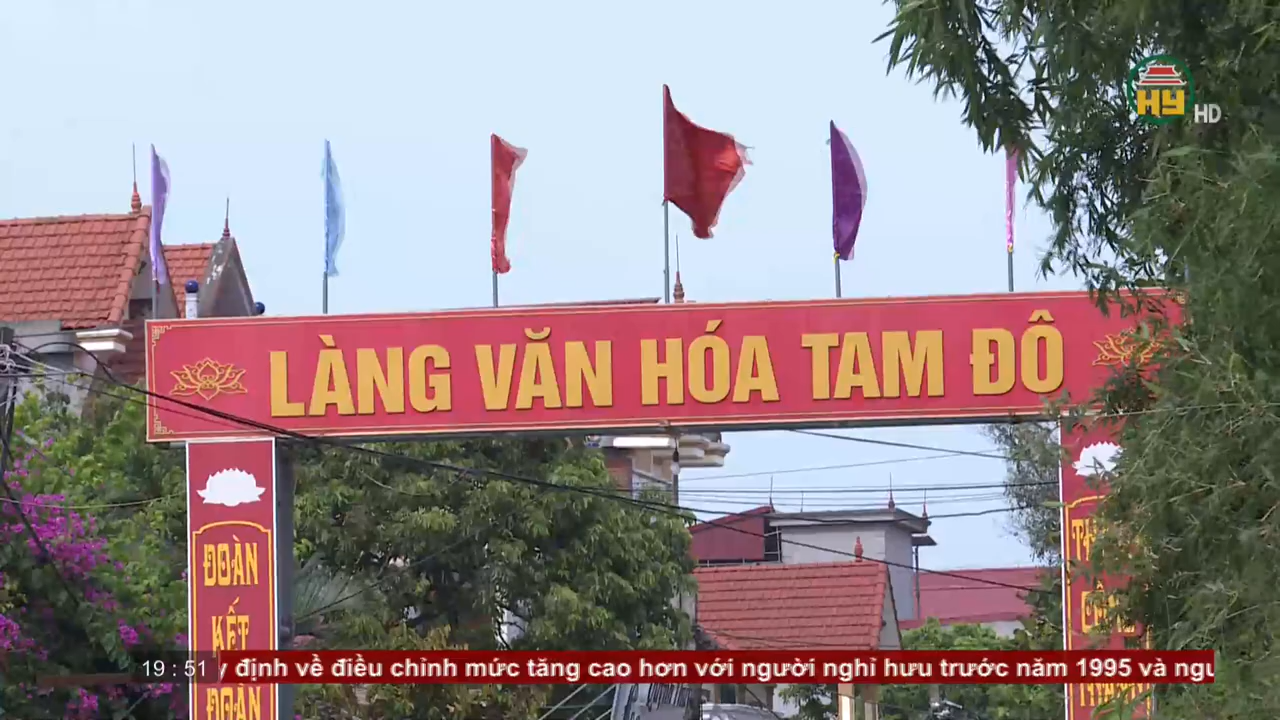 HY HD
LÀNG VĂN HÓA TAM ĐÔ
ĐOÀN
KẾT
ĐOÀN
19:51
định về điều chỉnh mức tăng cao hơn với người nghỉ hưu trước năm 1995 và